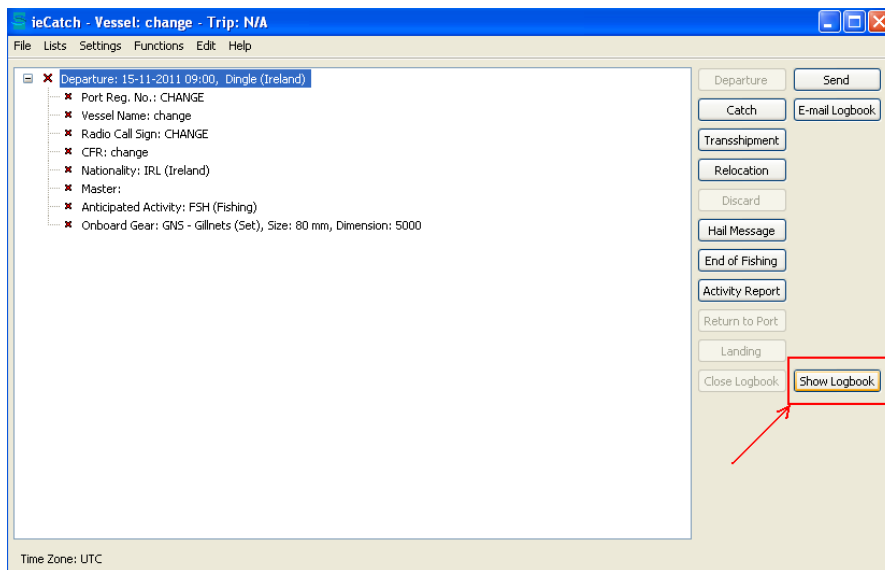 ieCatch - Vessel: change - Trip: N/A
File Lists Settings Functions Edit Help
Departure: 15-11-2011 09:00, Dingle (Ireland)
Port Reg. No.: CHANGE
Vessel Name: change
Radio Call Sign: CHANGE
CFR: change
Nationality: IRL (Ireland)
Master:
Anticipated Activity: FSH (Fishing)
Onboard Gear: GNS - Gillnets (Set), Size: 80 mm, Dimension: 5000
Departure Send
Catch E-mail Logbook
Transshipment
Relocation
Discard
Hail Message
End of Fishing
Activity Report
Return to Port
Landing
Close Logbook Show Logbook
Time Zone: UTC